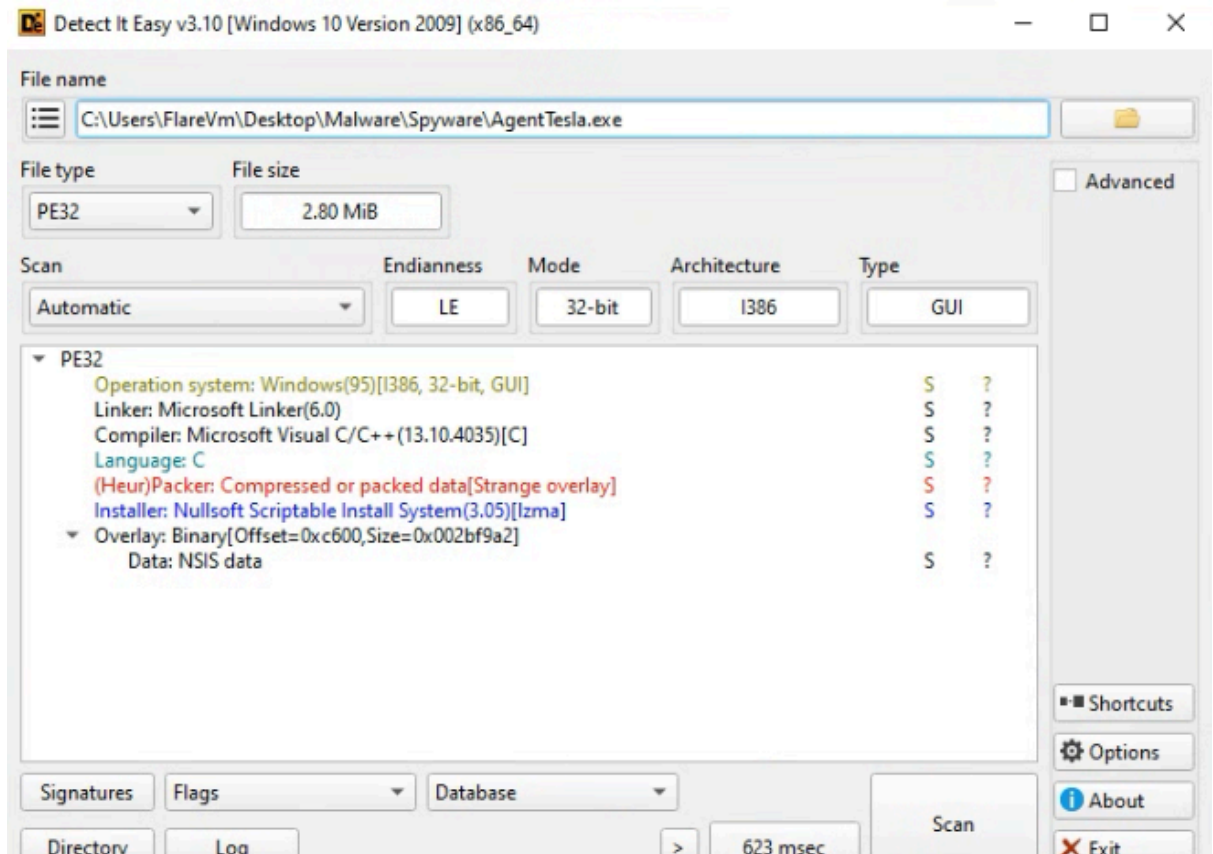 Detect It Easy v3.10 [Windows 10 Version 2009] (x86_64)
File name
C:\Users\FlareVm\Desktop\Malware\Spyware\AgentTesla.exe
File type File size
PE32 2.80 MiB
Advanced
Scan Endianness Mode Architecture Type
Automatic LE 32-bit I386 GUI
PE32
Operation system: Windows(95)[I386, 32-bit, GUI] S ?
Linker: Microsoft Linker(6.0) S ?
Compiler: Microsoft Visual C/C++(13.10.4035)[C] S ?
Language: C S ?
(Heur)Packer: Compressed or packed data[Strange overlay] S ?
Installer: Nullsoft Scriptable Install System(3.05)[lzma] S ?
Overlay: Binary[Offset=0xc600,Size=0x002bf9a2]
Data: NSIS data S ?
Shortcuts
Options
Signatures Flags Database About
Scan
Directory Log > 623 msec Exit